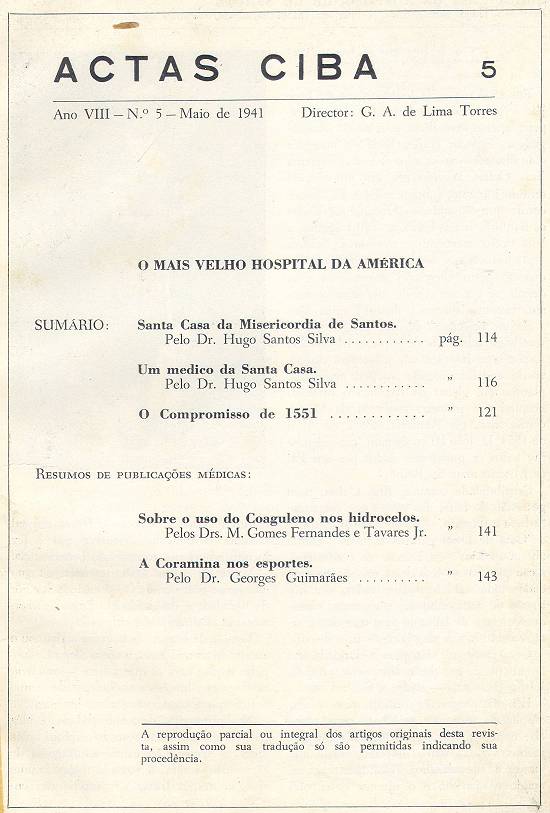 ACTAS CIBA 5
Ano VIII – N.º 5 – Maio de 1941 Director: G. A. de Lima Torres
O MAIS VELHO HOSPITAL DA AMÉRICA
SUMÁRIO: Santa Casa da Misericordia de Santos.
Pelo Dr. Hugo Santos Silva ............ pág. 114
Um medico da Santa Casa.
Pelo Dr. Hugo Santos Silva ............ ” 116
O Compromisso de 1551 ............ ” 121
RESUMOS DE PUBLICAÇÕES MÉDICAS:
Sobre o uso do Coaguleno nos hidrocelos.
Pelos Drs. M. Gomes Fernandes e Tavares Jr. ” 141
A Coramina nos esportes.
Pelo Dr. Georges Guimarães .......... ” 143
A reprodução parcial ou integral dos artigos originais desta revis-
ta, assim como sua tradução só são permitidas indicando sua
procedência.